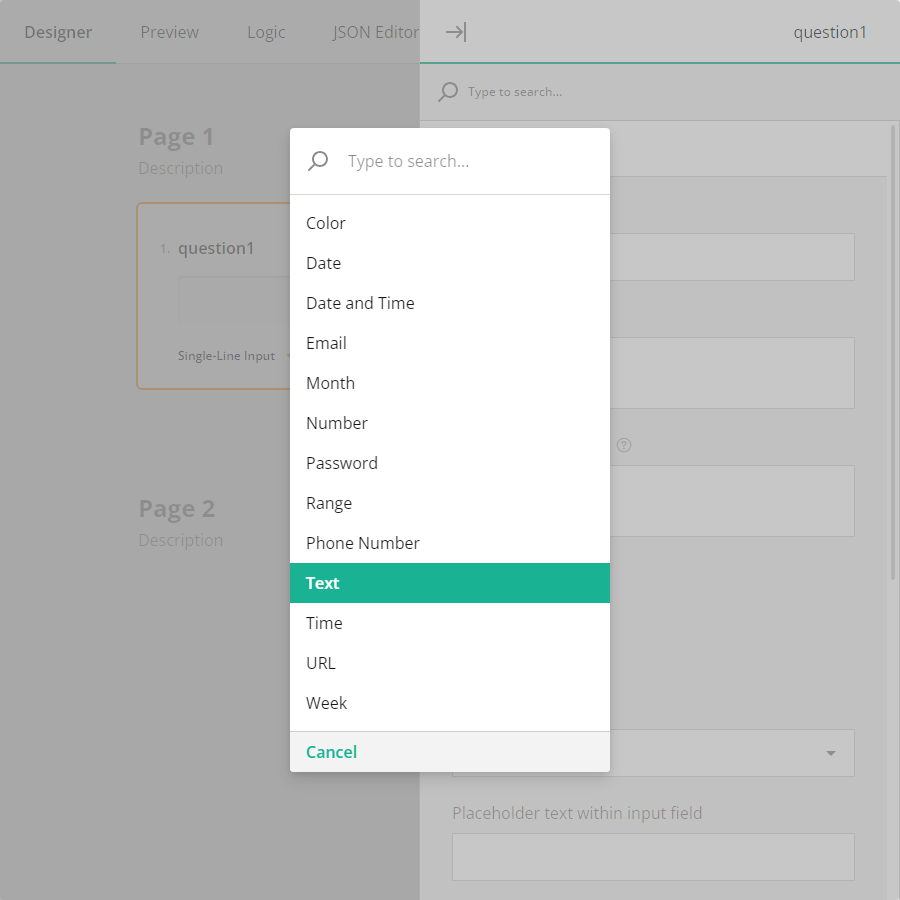 Designer Preview Logic JSON Editor
question1
Type to search...
Page 1
Description
1. question1
Single-Line Input
Page 2
Description
Type to search...
Color
Date
Date and Time
Email
Month
Number
Password
Range
Phone Number
Text
Time
URL
Week
Cancel
?
Placeholder text within input field